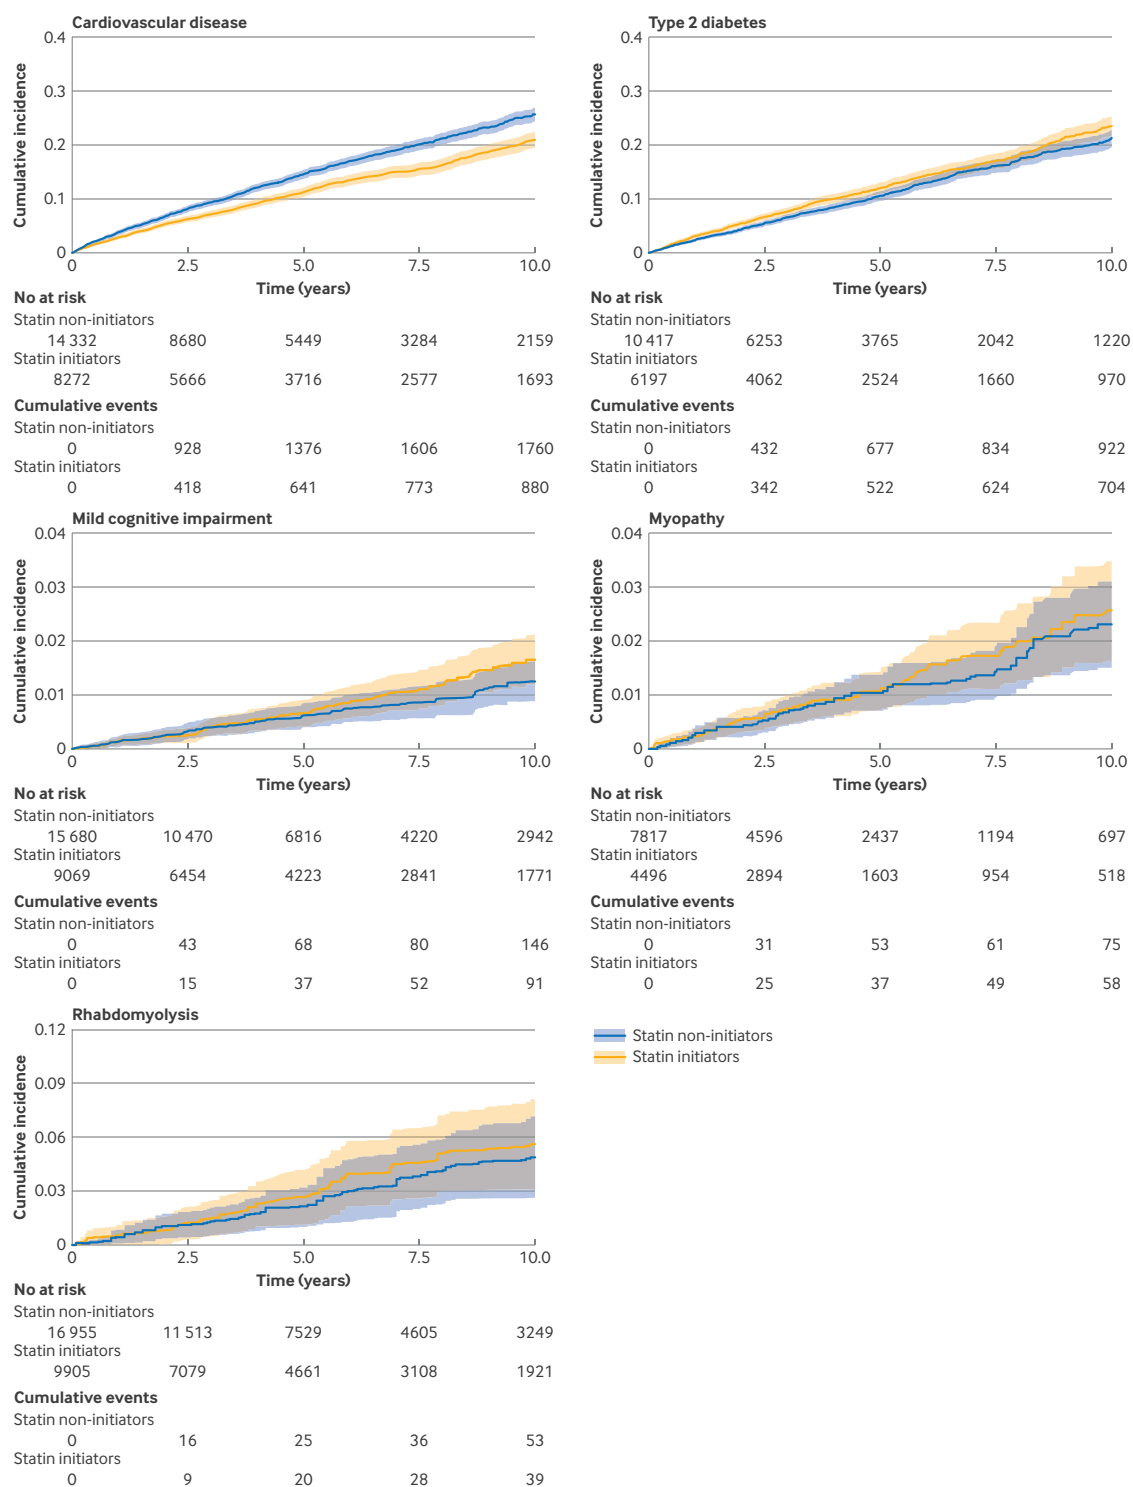 Cardiovascular disease
0.4
0.3
0.2
0.1
0
Cumulative incidence
0 2.5 5.0 7.5 10.0
Time (years)
No at risk
Statin non-initiators
14 332 8680 5449 3284 2159
Statin initiators
8272 5666 3716 2577 1693
Cumulative events
Statin non-initiators
0 928 1376 1606 1760
Statin initiators
0 418 641 773 880
Type 2 diabetes
0.4
0.3
0.2
0.1
0
Cumulative incidence
0 2.5 5.0 7.5 10.0
Time (years)
No at risk
Statin non-initiators
10 417 6253 3765 2042 1220
Statin initiators
6197 4062 2524 1660 970
Cumulative events
Statin non-initiators
0 432 677 834 922
Statin initiators
0 342 522 624 704
Mild cognitive impairment
0.04
0.03
0.02
0.01
0
Cumulative incidence
0 2.5 5.0 7.5 10.0
Time (years)
No at risk
Statin non-initiators
15 680 10 470 6816 4220 2942
Statin initiators
9069 6454 4223 2841 1771
Cumulative events
Statin non-initiators
0 43 68 80 146
Statin initiators
0 15 37 52 91
Myopathy
0.04
0.03
0.02
0.01
0
Cumulative incidence
0 2.5 5.0 7.5 10.0
Time (years)
No at risk
Statin non-initiators
7817 4596 2437 1194 697
Statin initiators
4496 2894 1603 954 518
Cumulative events
Statin non-initiators
0 31 53 61 75
Statin initiators
0 25 37 49 58
Rhabdomyolysis
0.12
0.09
0.06
0.03
0
Cumulative incidence
0 2.5 5.0 7.5 10.0
Time (years)
No at risk
Statin non-initiators
16 955 11 513 7529 4605 3249
Statin initiators
9905 7079 4661 3108 1921
Cumulative events
Statin non-initiators
0 16 25 36 53
Statin initiators
0 9 20 28 39
Statin non-initiators
Statin initiators